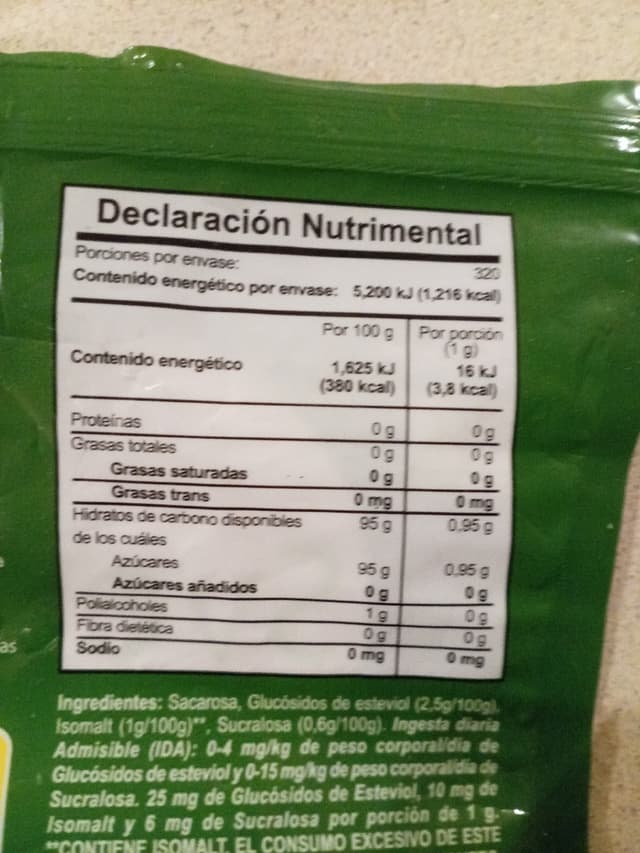 Declaración Nutrimental
Porciones por envase: 320
Contenido energético por envase: 5,200 kJ (1,216 kcal)
Por 100 g Por porción
(1 g)
Contenido energético 1,625 kJ 16 kJ
(380 kcal) (3,8 kcal)
Proteínas 0 g 0 g
Grasas totales 0 g 0 g
Grasas saturadas 0 g 0 g
Grasas trans 0 mg 0 mg
Hidratos de carbono disponibles 95 g 0,95 g
de los cuáles
Azúcares 95 g 0,95 g
Azúcares añadidos 0 g 0 g
Polialcoholes 1 g 0 g
Fibra dietética 0 g 0 g
Sodio 0 mg 0 mg
as
Ingredientes: Sacarosa, Glucósidos de esteviol (2,5g/100g),
Isomalt (1g/100g)**, Sucralosa (0,6g/100g). Ingesta diaria
Admisible (IDA): 0-4 mg/kg de peso corporal/dia de
Glucósidos de esteviol y 0-15 mg/kg de peso corporal/dia de
Sucralosa. 25 mg de Glucósidos de Esteviol, 10 mg de
Isomalt y 6 mg de Sucralosa por porción de 1 g.
**CONTIENE ISOMALT, EL CONSUMO EXCESIVO DE ESTE